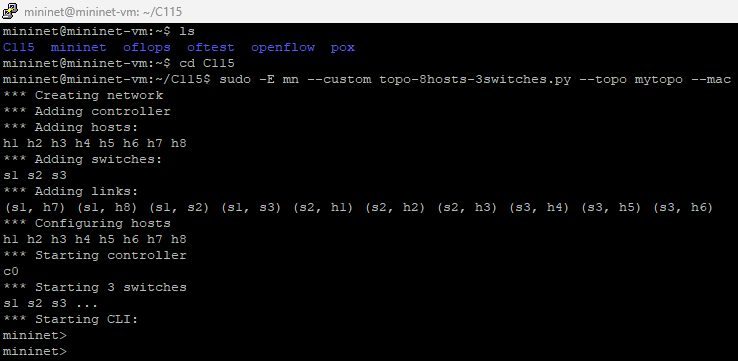 mininet@mininet-vm: ~/C115
mininet@mininet-vm:~$ ls
C115 mininet oflops oftest openflow pox
mininet@mininet-vm:~$ cd C115
mininet@mininet-vm:~/C115$ sudo -E mn --custom topo-8hosts-3switches.py --topo mytopo --mac
*** Creating network
*** Adding controller
*** Adding hosts:
h1 h2 h3 h4 h5 h6 h7 h8
*** Adding switches:
s1 s2 s3
*** Adding links:
(s1, h7) (s1, h8) (s1, s2) (s1, s3) (s2, h1) (s2, h2) (s2, h3) (s3, h4) (s3, h5) (s3, h6)
*** Configuring hosts
h1 h2 h3 h4 h5 h6 h7 h8
*** Starting controller
c0
*** Starting 3 switches
s1 s2 s3 ...
*** Starting CLI:
mininet>
mininet>